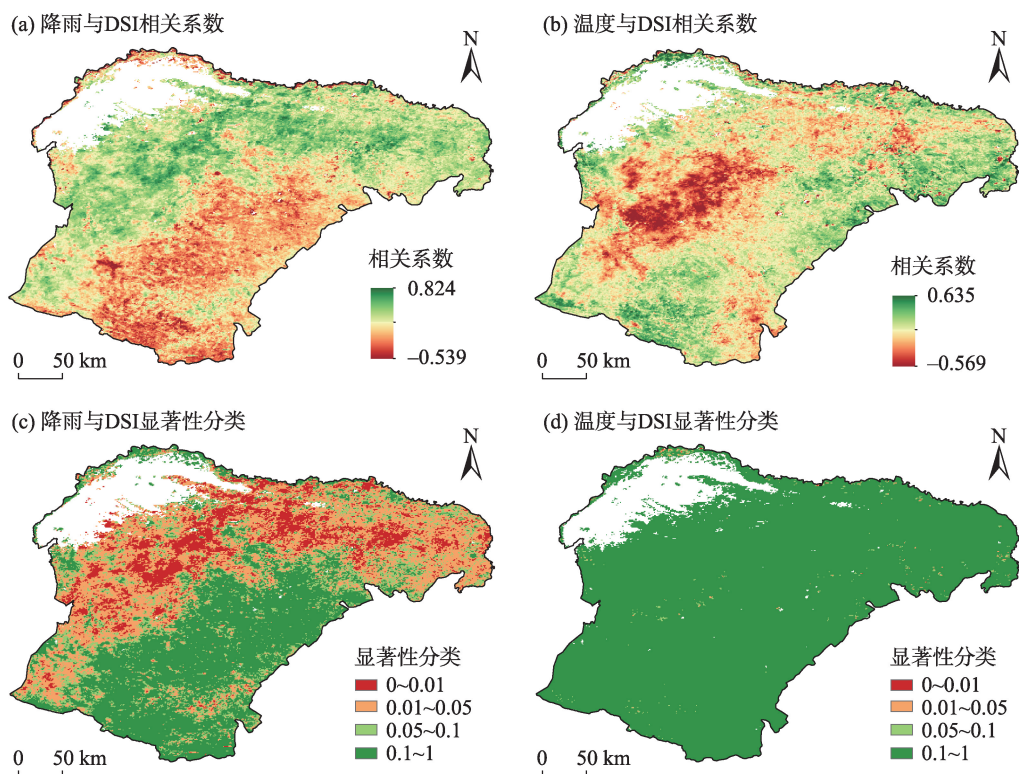 (a) 降雨与DSI相关系数
N
相关系数
0.824
–0.539
0 50 km
(b) 温度与DSI相关系数
N
相关系数
0.635
–0.569
0 50 km
(c) 降雨与DSI显著性分类
N
显著性分类
0~0.01
0.01~0.05
0.05~0.1
0.1~1
0 50 km
(d) 温度与DSI显著性分类
N
显著性分类
0~0.01
0.01~0.05
0.05~0.1
0.1~1
0 50 km